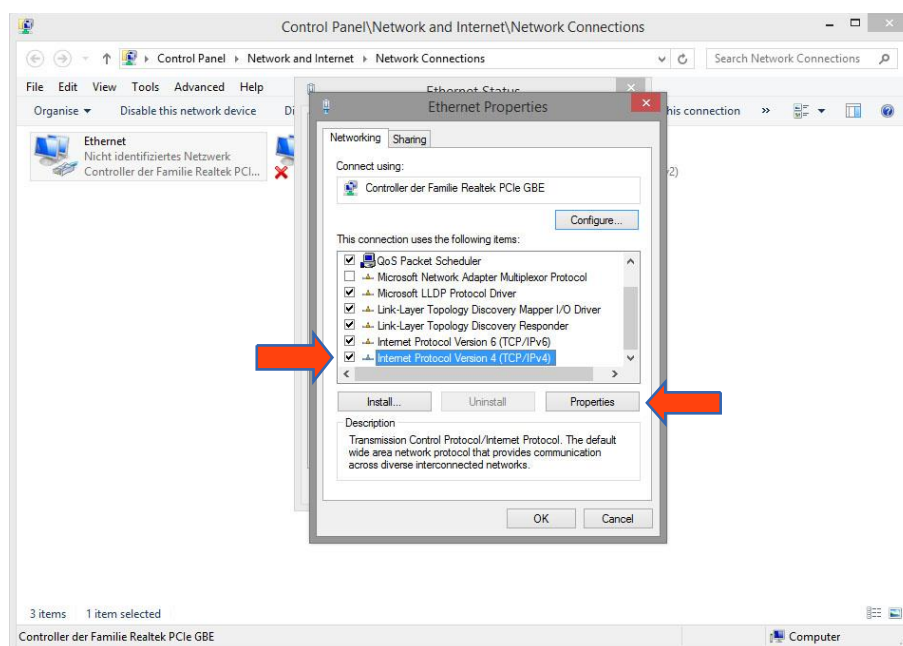 Control Panel\Network and Internet\Network Connections
Control Panel Network and Internet Network Connections
Search Network Connections
File Edit View Tools Advanced Help
Ethernet Status
Organise Disable this network device
his connection »
Ethernet Properties
Ethernet
Nicht identifiziertes Netzwerk
Controller der Familie Realtek PCI...
Networking Sharing
Connect using:
Controller der Familie Realtek PCIe GBE
Configure...
This connection uses the following items:
QoS Packet Scheduler
Microsoft Network Adapter Multiplexor Protocol
Microsoft LLDP Protocol Driver
Link-Layer Topology Discovery Mapper I/O Driver
Link-Layer Topology Discovery Responder
Internet Protocol Version 6 (TCP/IPv6)
Internet Protocol Version 4 (TCP/IPv4)
Install... Uninstall Properties
Description
Transmission Control Protocol/Internet Protocol. The default
wide area network protocol that provides communication
across diverse interconnected networks.
OK Cancel
3 items 1 item selected
Controller der Familie Realtek PCIe GBE
Computer